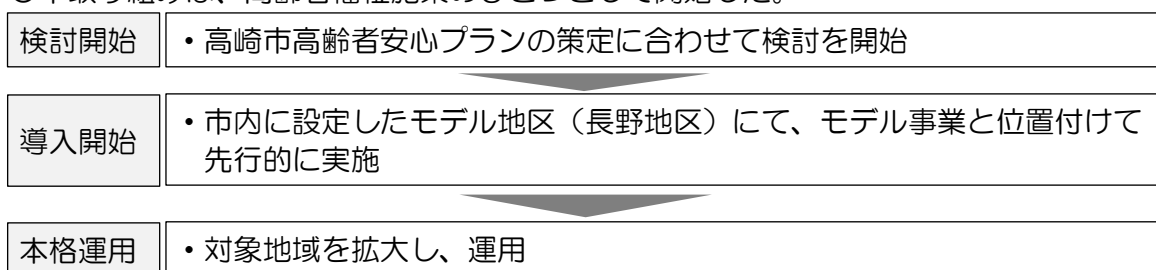 検討開始
・高崎市高齢者安心プランの策定に合わせて検討を開始
導入開始
・市内に設定したモデル地区（長野地区）にて、モデル事業と位置付けて
先行的に実施
本格運用
・対象地域を拡大し、運用